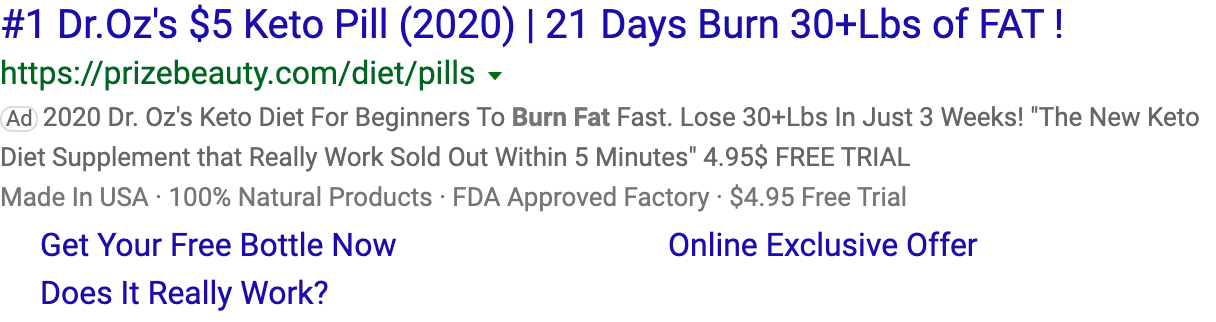 #1 Dr.Oz's $5 Keto Pill (2020) | 21 Days Burn 30+Lbs of FAT !
https://prizebeauty.com/diet/pills
Ad 2020 Dr. Oz's Keto Diet For Beginners To Burn Fat Fast. Lose 30+Lbs In Just 3 Weeks! "The New Keto
Diet Supplement that Really Work Sold Out Within 5 Minutes" 4.95$ FREE TRIAL
Made In USA · 100% Natural Products · FDA Approved Factory · $4.95 Free Trial
Get Your Free Bottle Now
Online Exclusive Offer
Does It Really Work?